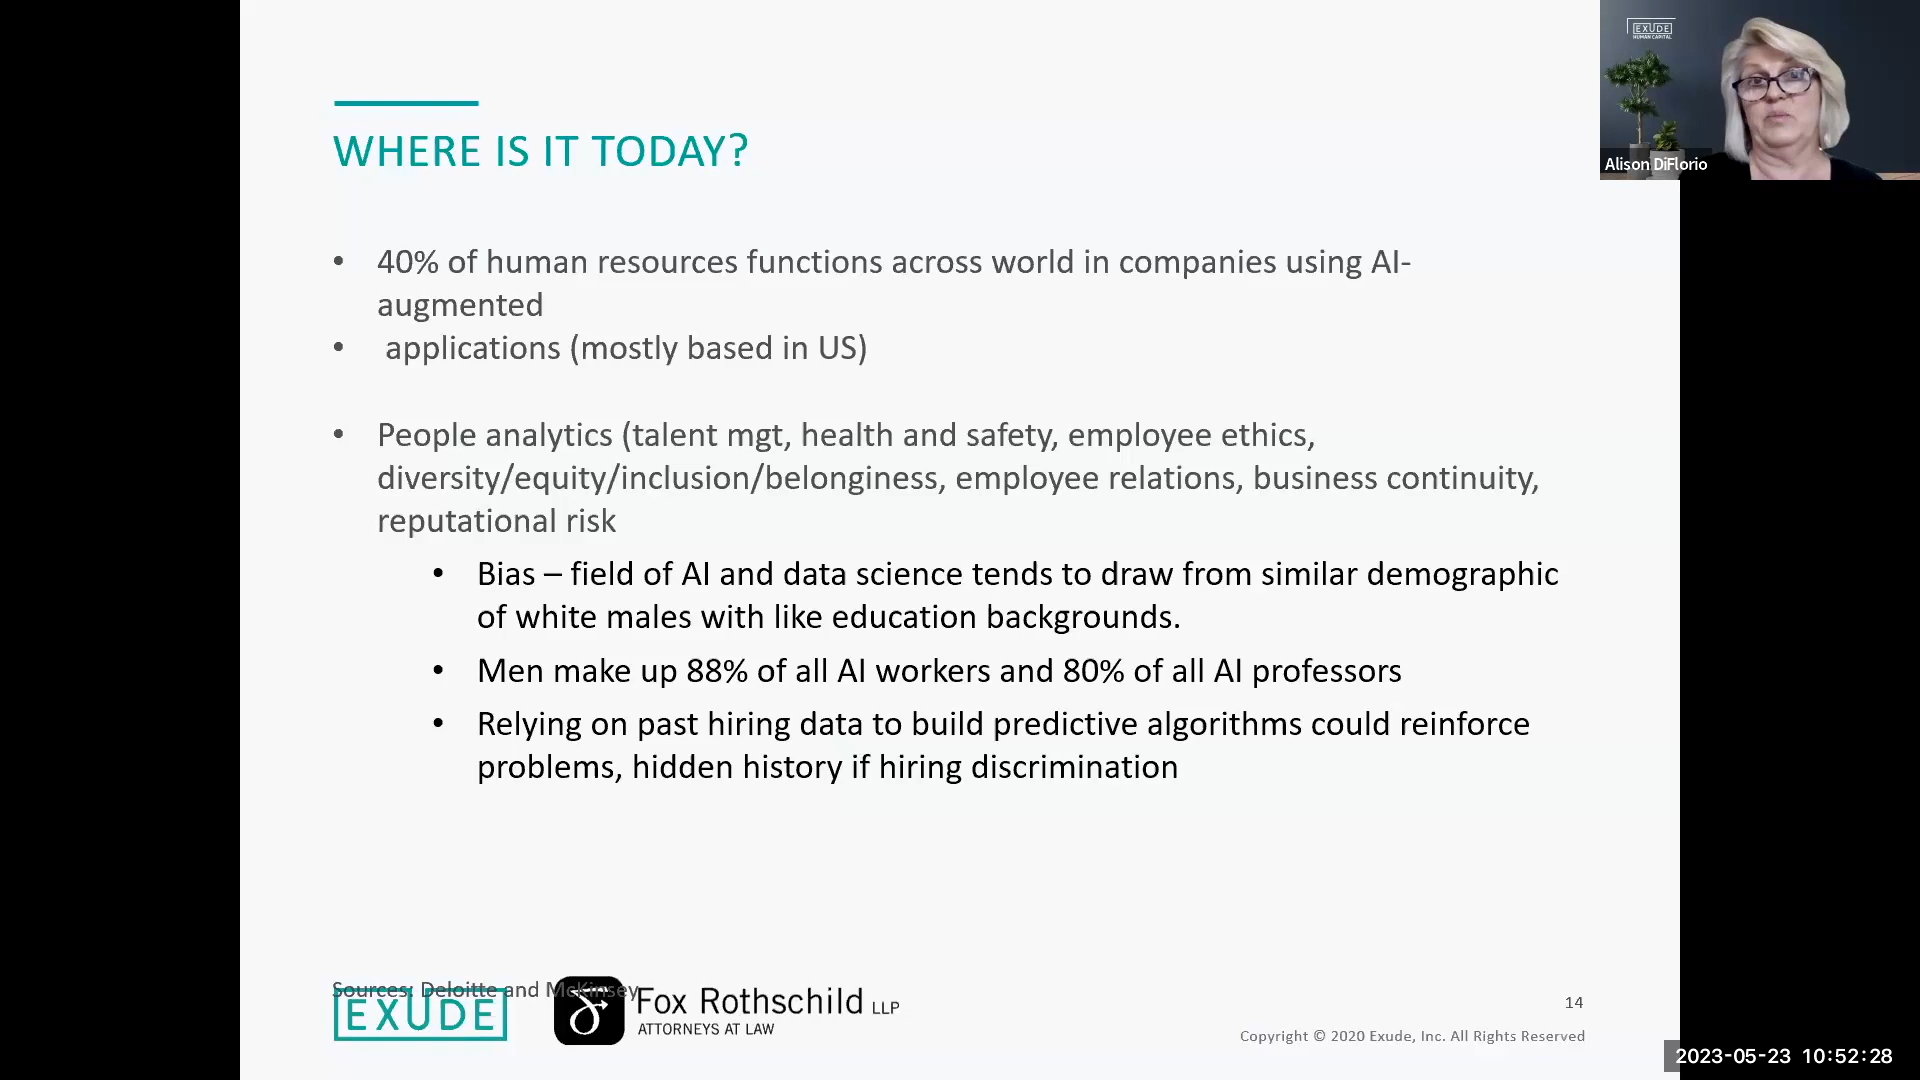 EXUDE
HUMAN CAPITAL
Alison DiFlorio
WHERE IS IT TODAY?
• 40% of human resources functions across world in companies using AI-
augmented
• applications (mostly based in US)
• People analytics (talent mgt, health and safety, employee ethics,
diversity/equity/inclusion/belonginess, employee relations, business continuity,
reputational risk
• Bias – field of AI and data science tends to draw from similar demographic
of white males with like education backgrounds.
• Men make up 88% of all AI workers and 80% of all AI professors
• Relying on past hiring data to build predictive algorithms could reinforce
problems, hidden history if hiring discrimination
Sources: Deloitte and McKinsey
EXUDE
Fox Rothschild LLP
ATTORNEYS AT LAW
14
Copyright © 2020 Exude, Inc. All Rights Reserved
2023-05-23 10:52:28